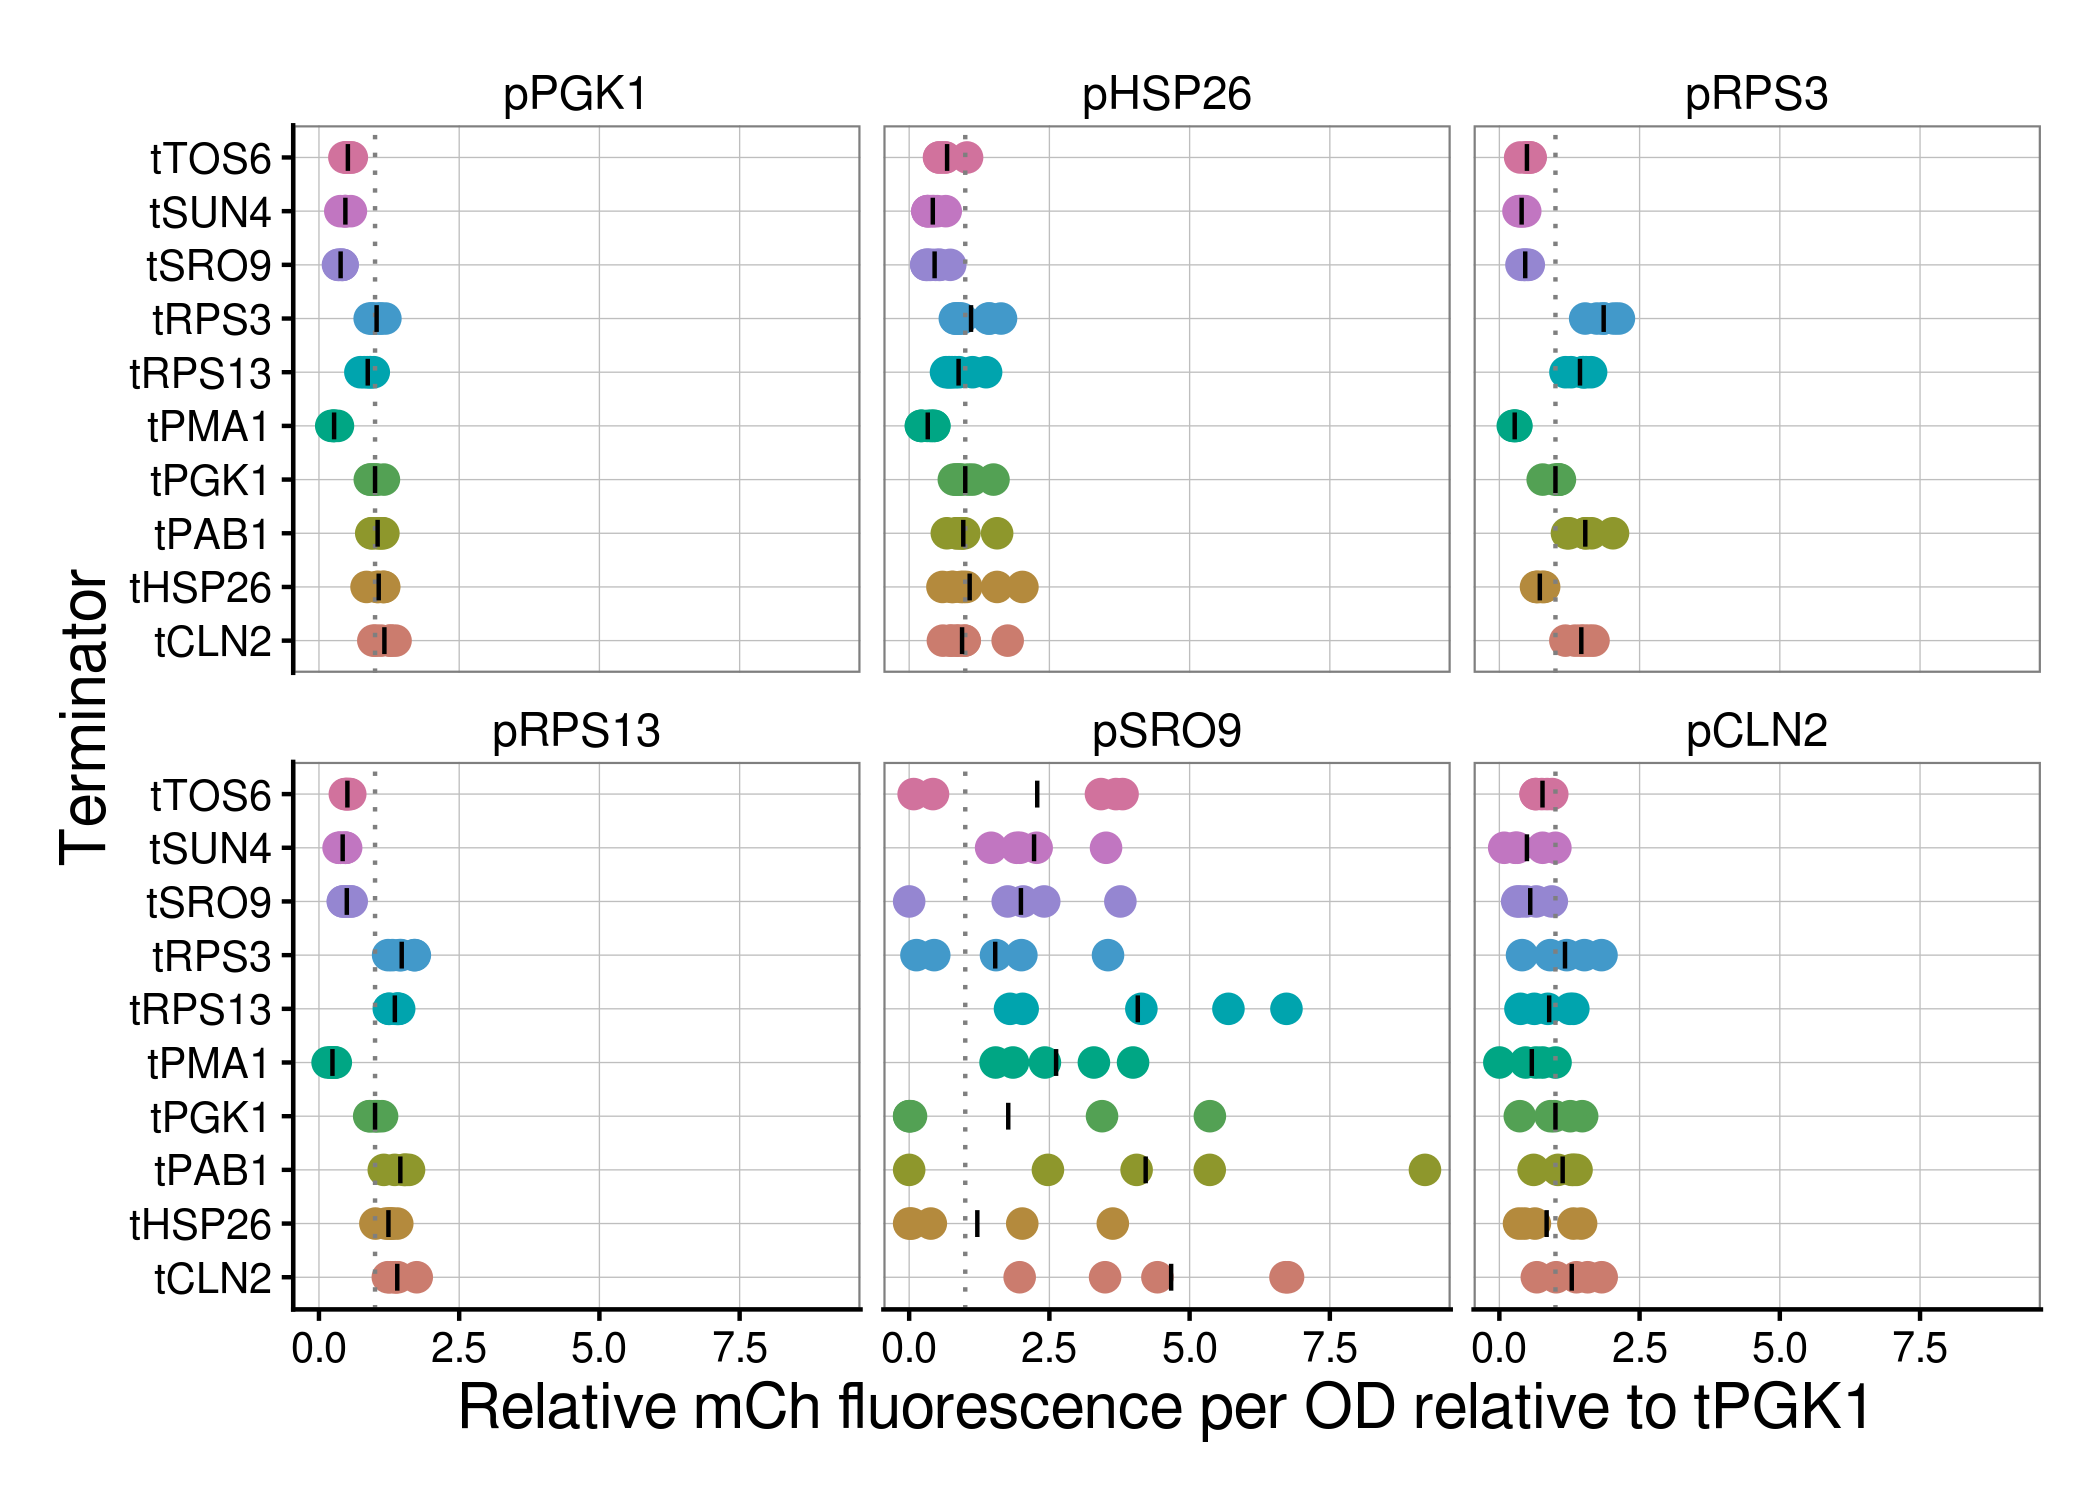 pPGK1 pHSP26 pRPS3
tTOS6
tSUN4
tSRO9
tRPS3
tRPS13
tPMA1
tPGK1
tPAB1
tHSP26
tCLN2
Terminator
pRPS13 pSRO9 pCLN2
tTOS6
tSUN4
tSRO9
tRPS3
tRPS13
tPMA1
tPGK1
tPAB1
tHSP26
tCLN2
0.0 2.5 5.0 7.5 0.0 2.5 5.0 7.5 0.0 2.5 5.0 7.5
Relative mCh fluorescence per OD relative to tPGK1